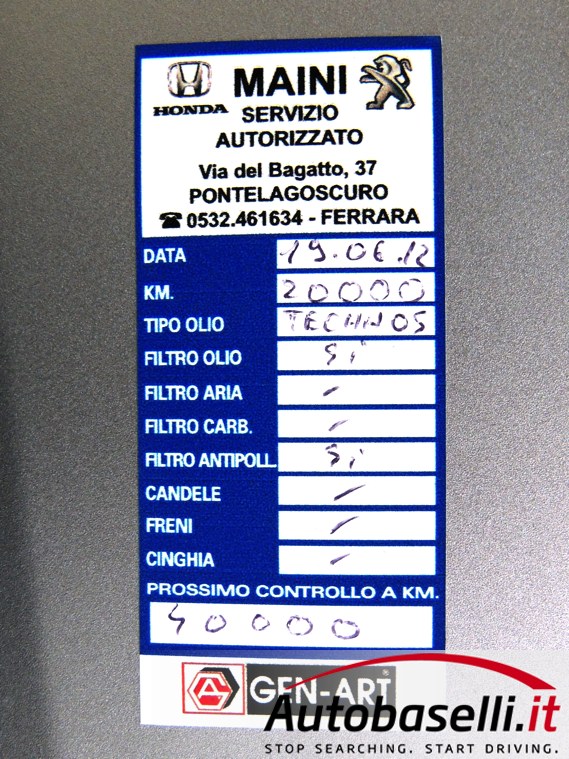 HONDA
MAINI
SERVIZIO
AUTORIZZATO
Via del Bagatto, 37
PONTELAGOSCURO
☎ 0532.461634 - FERRARA
DATA 19.06.12
KM. 20000
TIPO OLIO TECHNOS
FILTRO OLIO Si
FILTRO ARIA -
FILTRO CARB. -
FILTRO ANTIPOLL. Si
CANDELE -
FRENI -
CINGHIA -
PROSSIMO CONTROLLO A KM.
40000
GEN-ART
Autobaselli.it
STOP SEARCHING. START DRIVING.